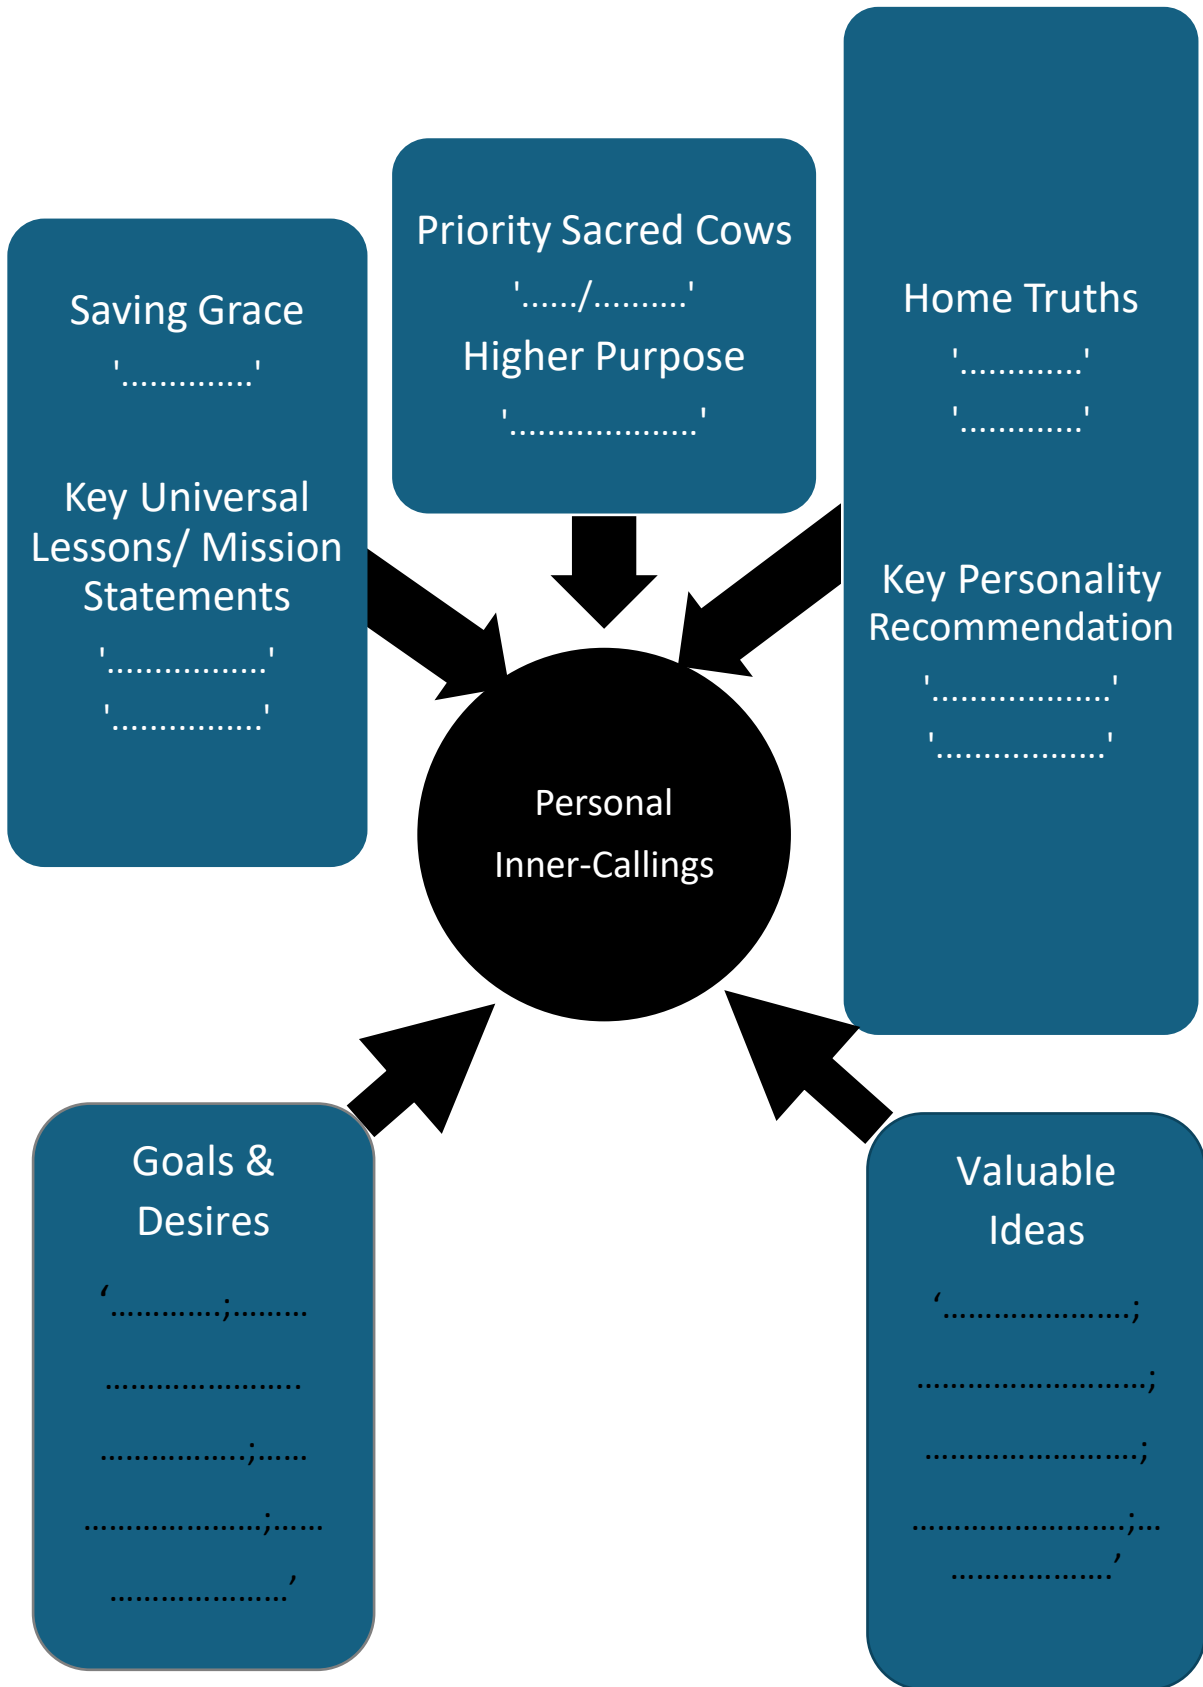 Saving Grace
'..............'
Key Universal
Lessons/ Mission
Statements
'.................'
'................'
Priority Sacred Cows
'....../..........'
Higher Purpose
'....................'
Home Truths
'.............'
'.............'
Key Personality
Recommendation
'...................'
'..................'
Personal
Inner-Callings
Goals &
Desires
‘………….;………
…………………..
……………..;……
…………………;……
…………………’
Valuable
Ideas
‘………………….;
………………………;
…………………….;
…………………….;…
……………….’